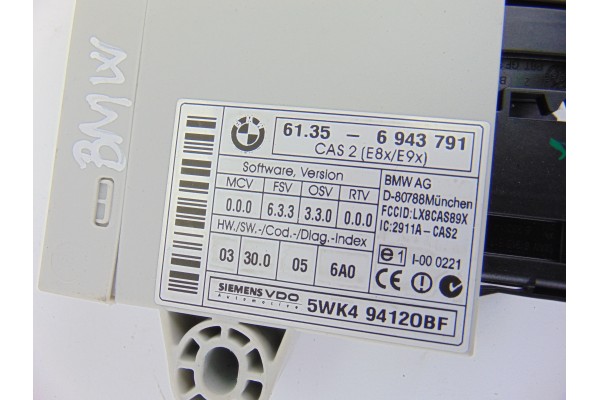 BMW
BMW
61.35 - 6 943 791
CAS 2 (E8x/E9x)
Software, Version
MCV FSV OSV RTV
0.0.0 6.3.3 3.3.0 0.0.0
HW./SW.-/Cod.-/Diag.-Index
03 30.0 05 6A0
BMW AG
D-80788München
FCCID:LX8CAS89X
IC:2911A-CAS2
e1 I-00 0221
CE N
SIEMENS VDO
Automotive
5WK4 94120BF